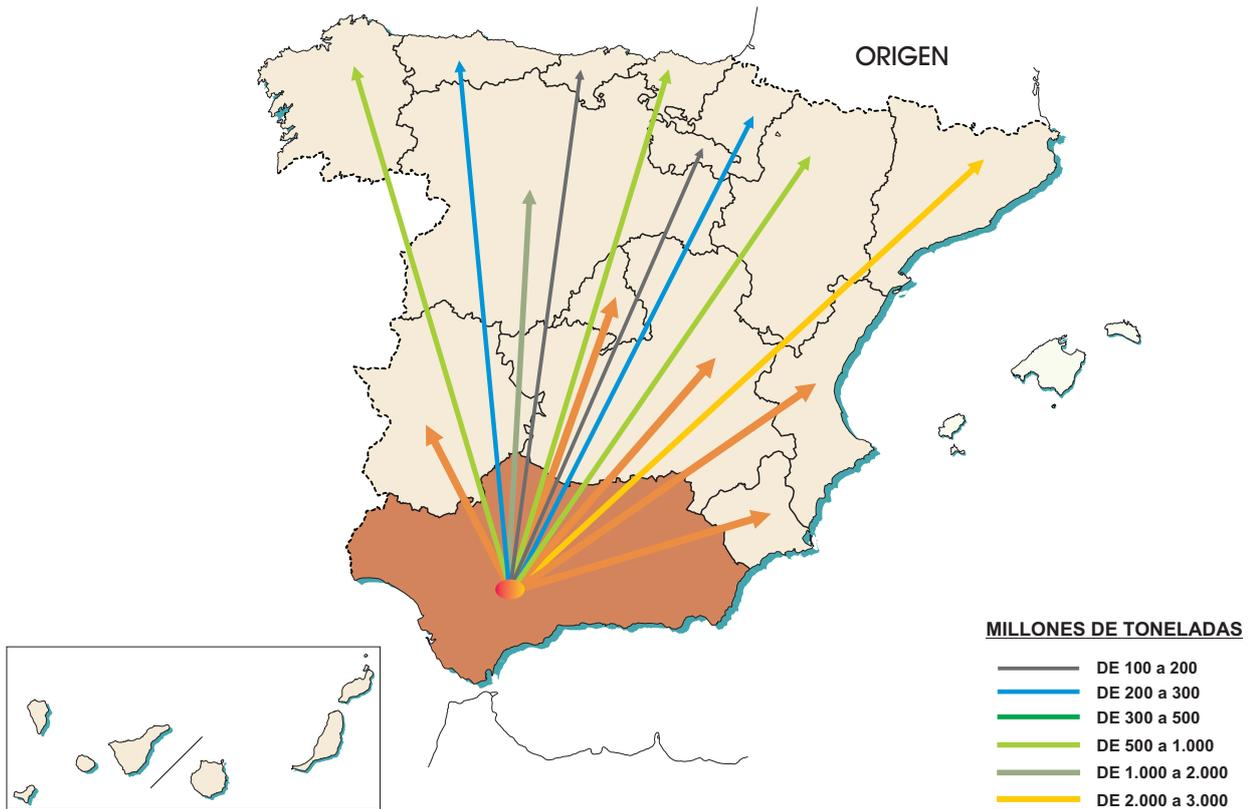 ORIGEN
MILLONES DE TONELADAS
DE 100 a 200
DE 200 a 300
DE 300 a 500
DE 500 a 1.000
DE 1.000 a 2.000
DE 2.000 a 3.000